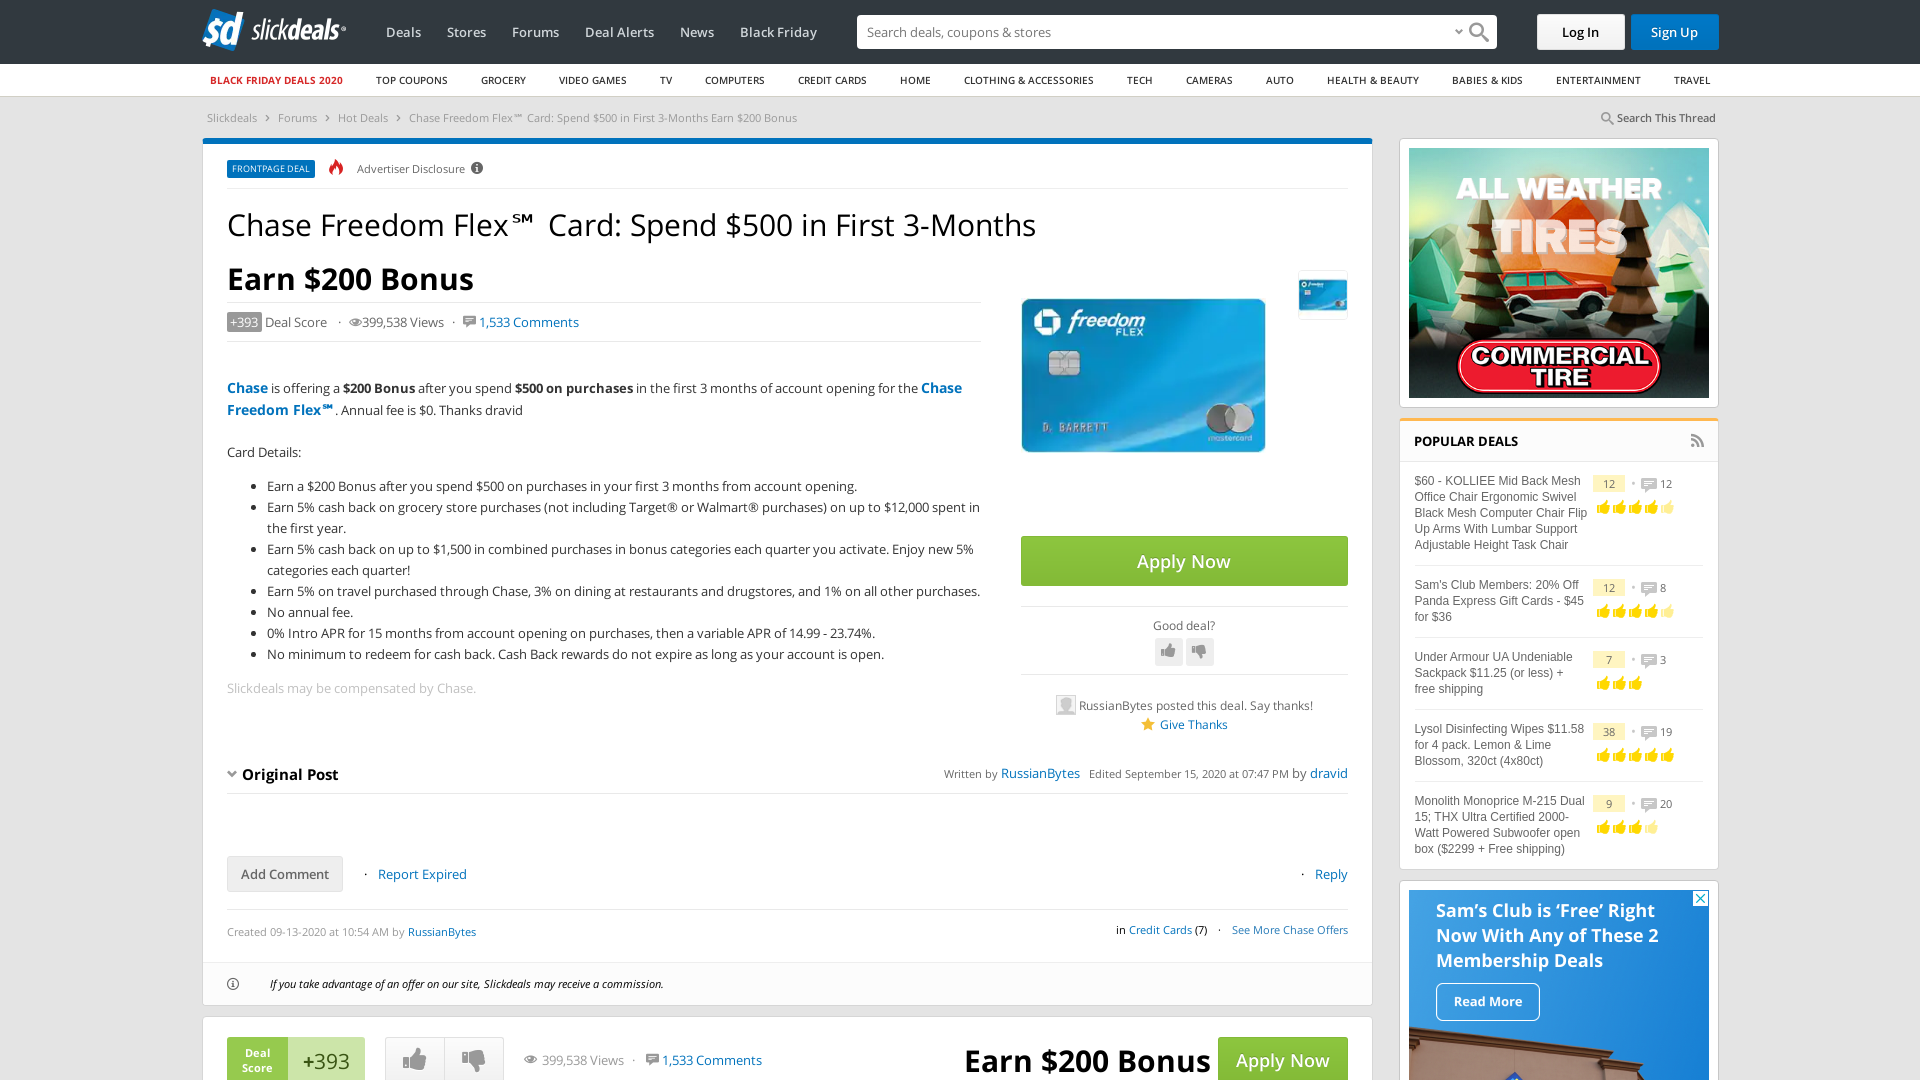 sd slickdeals
Deals
Stores
Forums
Deal Alerts
News
Black Friday
Search deals, coupons & stores
Log In
Sign Up
BLACK FRIDAY DEALS 2020
TOP COUPONS
GROCERY
VIDEO GAMES
TV
COMPUTERS
CREDIT CARDS
HOME
CLOTHING & ACCESSORIES
TECH
CAMERAS
AUTO
HEALTH & BEAUTY
BABIES & KIDS
ENTERTAINMENT
TRAVEL
Slickdeals › Forums › Hot Deals › Chase Freedom Flex℠ Card: Spend $500 in First 3-Months Earn $200 Bonus
Search This Thread
FRONTPAGE DEAL
Advertiser Disclosure
Chase Freedom Flex℠ Card: Spend $500 in First 3-Months
Earn $200 Bonus
+393 Deal Score · 399,538 Views · 1,533 Comments
Chase is offering a $200 Bonus after you spend $500 on purchases in the first 3 months of account opening for the Chase
Freedom Flex℠. Annual fee is $0. Thanks dravid
Card Details:
• Earn a $200 Bonus after you spend $500 on purchases in your first 3 months from account opening.
• Earn 5% cash back on grocery store purchases (not including Target® or Walmart® purchases) on up to $12,000 spent in
the first year.
• Earn 5% cash back on up to $1,500 in combined purchases in bonus categories each quarter you activate. Enjoy new 5%
categories each quarter!
• Earn 5% on travel purchased through Chase, 3% on dining at restaurants and drugstores, and 1% on all other purchases.
• No annual fee.
• 0% Intro APR for 15 months from account opening on purchases, then a variable APR of 14.99 - 23.74%.
• No minimum to redeem for cash back. Cash Back rewards do not expire as long as your account is open.
Slickdeals may be compensated by Chase.
freedom
FLEX
D. BARRETT
mastercard
Apply Now
Good deal?
RussianBytes posted this deal. Say thanks!
Give Thanks
Original Post
Written by RussianBytes Edited September 15, 2020 at 07:47 PM by dravid
Add Comment
· Report Expired
· Reply
Created 09-13-2020 at 10:54 AM by RussianBytes
in Credit Cards (7) · See More Chase Offers
If you take advantage of an offer on our site, Slickdeals may receive a commission.
Deal
Score
+393
399,538 Views · 1,533 Comments
Earn $200 Bonus
Apply Now
ALL WEATHER
TIRES
COMMERCIAL
TIRE
POPULAR DEALS
$60 - KOLLIEE Mid Back Mesh
Office Chair Ergonomic Swivel
Black Mesh Computer Chair Flip
Up Arms With Lumbar Support
Adjustable Height Task Chair
12 • 12
Sam's Club Members: 20% Off
Panda Express Gift Cards - $45
for $36
12 • 8
Under Armour UA Undeniable
Sackpack $11.25 (or less) +
free shipping
7 • 3
Lysol Disinfecting Wipes $11.58
for 4 pack. Lemon & Lime
Blossom, 320ct (4x80ct)
38 • 19
Monolith Monoprice M-215 Dual
15; THX Ultra Certified 2000-
Watt Powered Subwoofer open
box ($2299 + Free shipping)
9 • 20
Sam's Club is ‘Free’ Right
Now With Any of These 2
Membership Deals
Read More